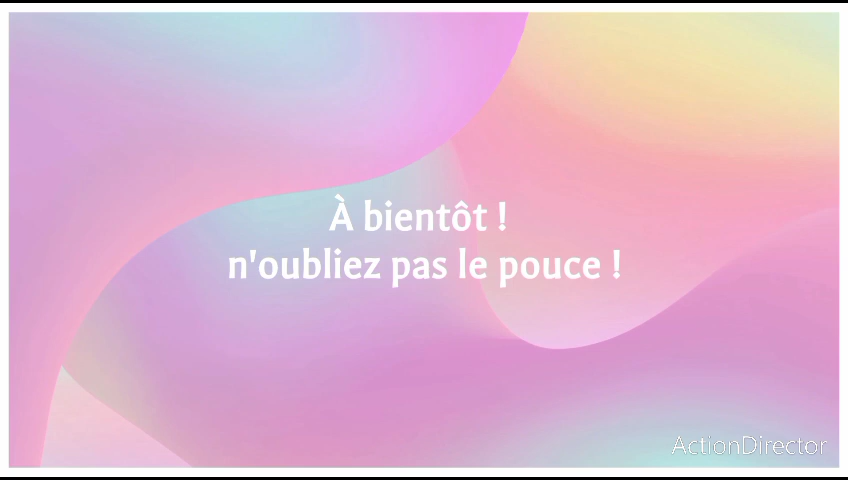 À bientôt !
n'oubliez pas le pouce !
ActionDirector